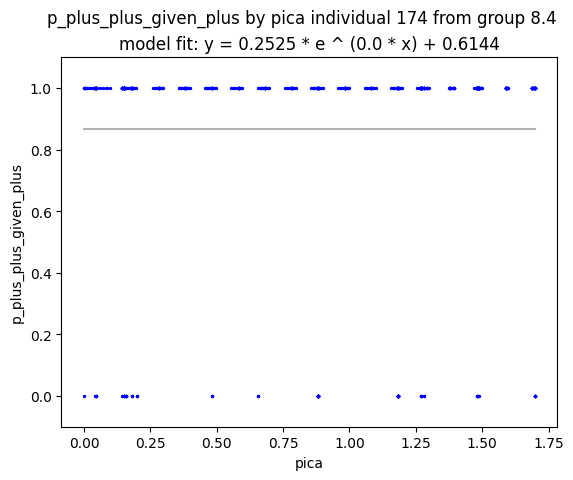 p_plus_plus_given_plus by pica individual 174 from group 8.4
model fit: y = 0.2525 * e ^ (0.0 * x) + 0.6144
p_plus_plus_given_plus
1.0
0.8
0.6
0.4
0.2
0.0
0.00 0.25 0.50 0.75 1.00 1.25 1.50 1.75
pica